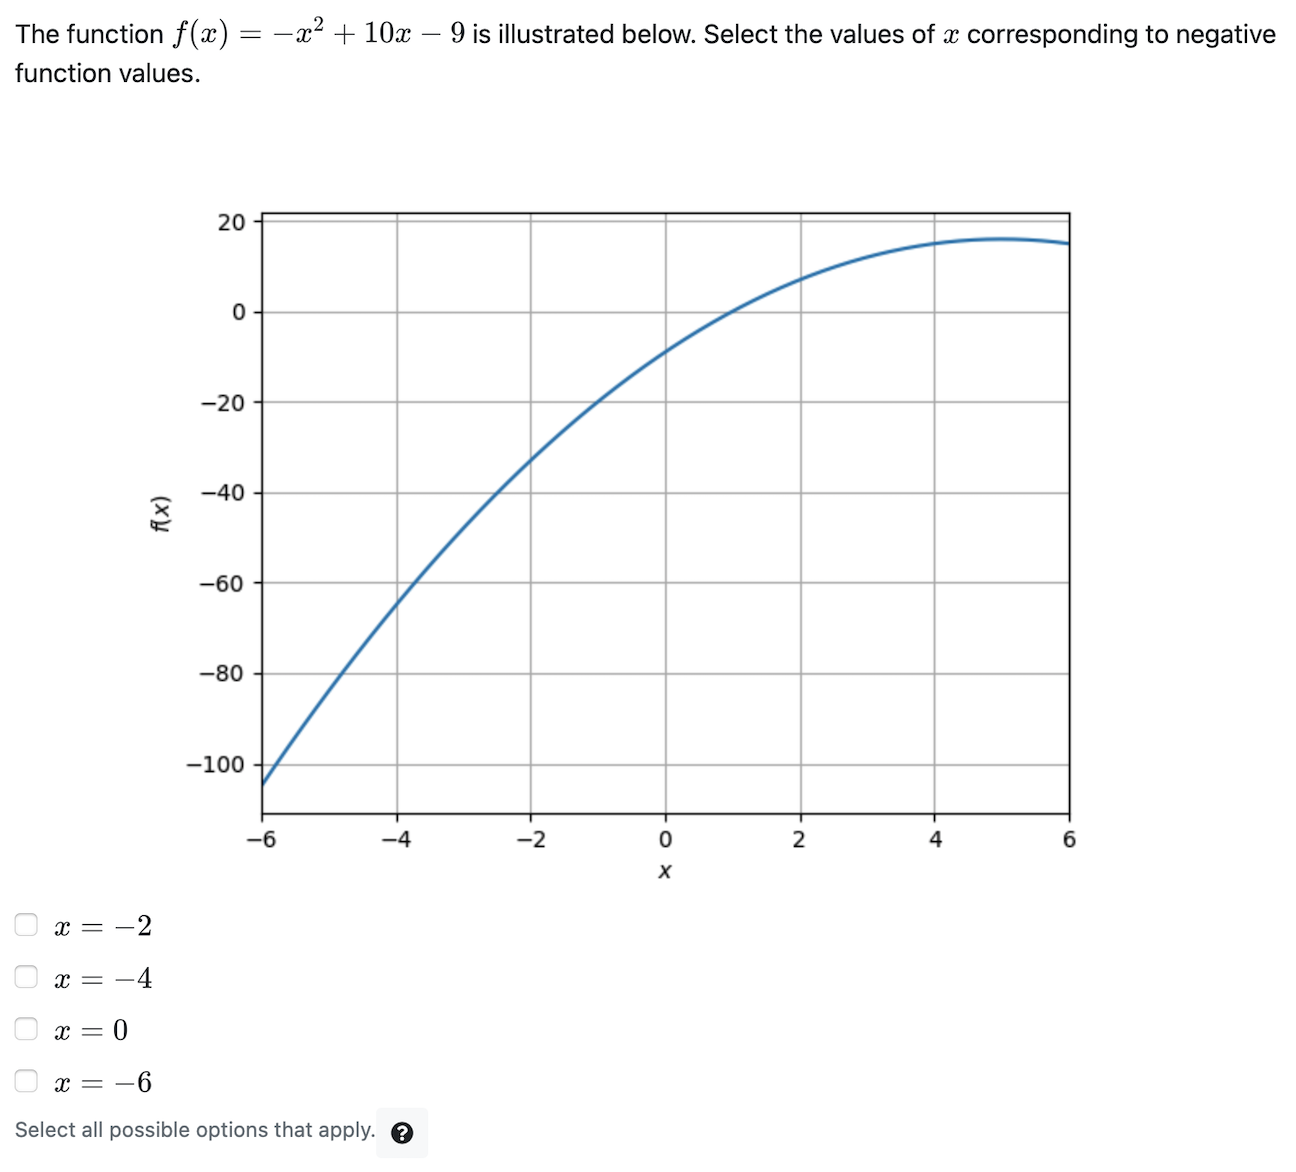 The function f(x) = −x² + 10x − 9 is illustrated below. Select the values of x corresponding to negative
function values.
20
0
−20
−40
−60
−80
−100
f(x)
−6 −4 −2 0 2 4 6
x
x = −2
x = −4
x = 0
x = −6
Select all possible options that apply. ?